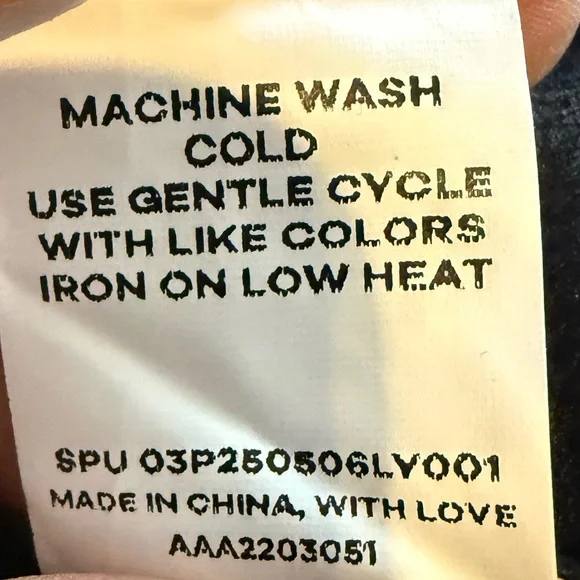 MACHINE WASH
COLD
USE GENTLE CYCLE
WITH LIKE COLORS
IRON ON LOW HEAT
SPU 03P250506LV001
MADE IN CHINA, WITH LOVE
AAA2203051